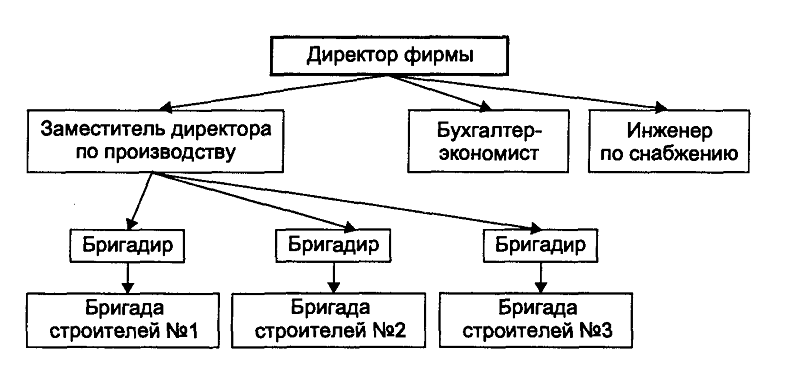 Директор фирмы
Заместитель директора
по производству
Бухгалтер-
экономист
Инженер
по снабжению
Бригадир
Бригадир
Бригадир
Бригада
строителей №1
Бригада
строителей №2
Бригада
строителей №3